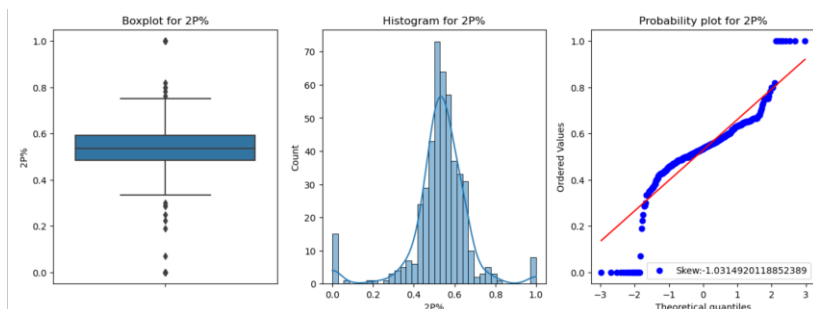 Boxplot for 2P%
1.0
0.8
0.6
0.4
0.2
0.0
2P%
Histogram for 2P%
70
60
50
40
30
20
10
0
Count
0.0 0.2 0.4 0.6 0.8 1.0
2P%
Probability plot for 2P%
1.0
0.8
0.6
0.4
0.2
0.0
Ordered Values
Skew:-1.0314920118852389
−3 −2 −1 0 1 2 3
Theoretical quantiles